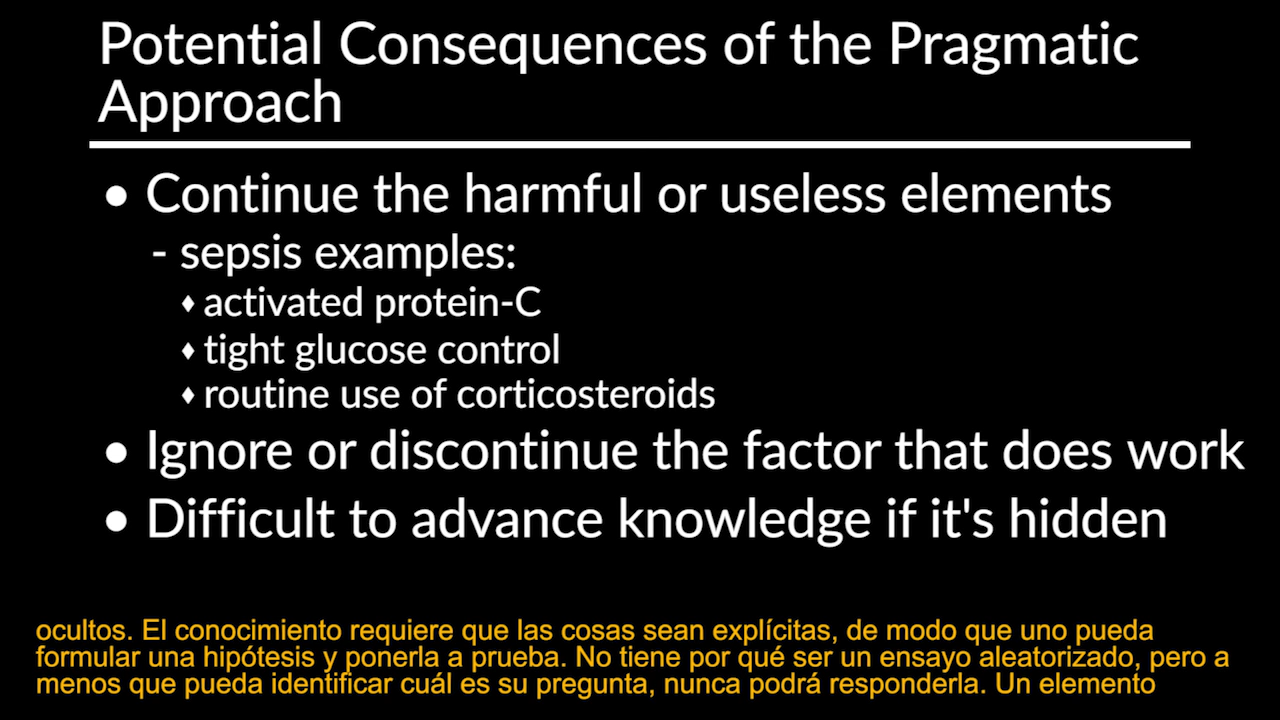 Potential Consequences of the Pragmatic
Approach
• Continue the harmful or useless elements
- sepsis examples:
♦ activated protein-C
♦ tight glucose control
♦ routine use of corticosteroids
• Ignore or discontinue the factor that does work
• Difficult to advance knowledge if it's hidden
ocultos. El conocimiento requiere que las cosas sean explícitas, de modo que uno pueda
formular una hipótesis y ponerla a prueba. No tiene por qué ser un ensayo aleatorizado, pero a
menos que pueda identificar cuál es su pregunta, nunca podrá responderla. Un elemento